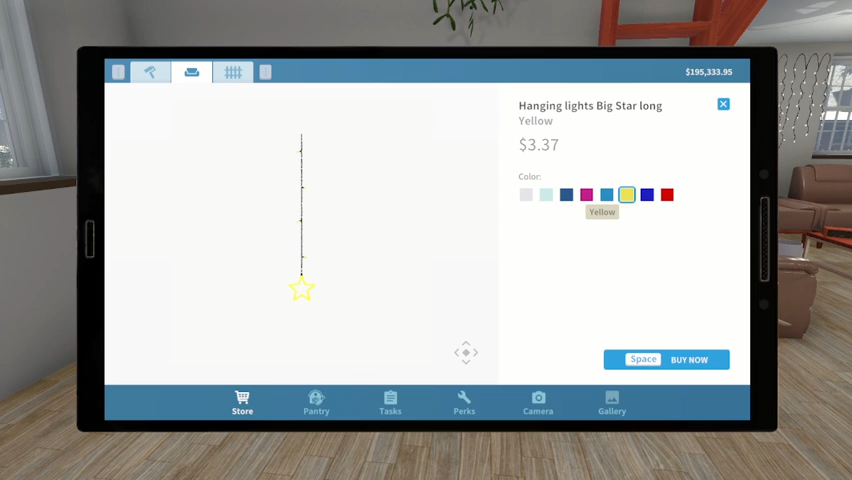 $195,333.95
Hanging lights Big Star long
Yellow
$3.37
Color:
Yellow
Space BUY NOW
Store Pantry Tasks Perks Camera Gallery